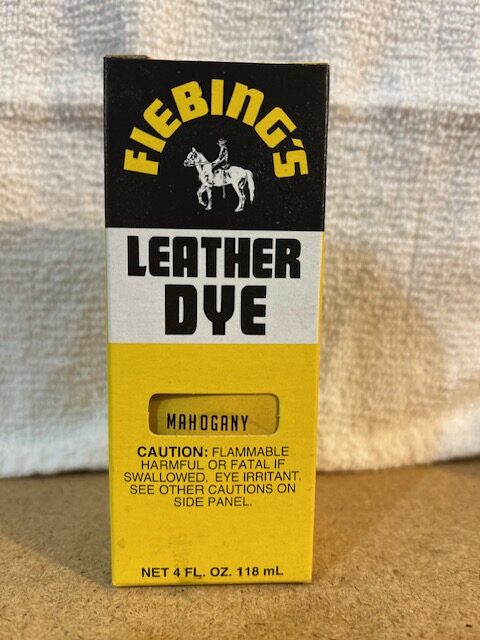 FIEBING'S
LEATHER
DYE
MAHOGANY
CAUTION: FLAMMABLE
HARMFUL OR FATAL IF
SWALLOWED. EYE IRRITANT.
SEE OTHER CAUTIONS ON
SIDE PANEL.
NET 4 FL. OZ. 118 mL